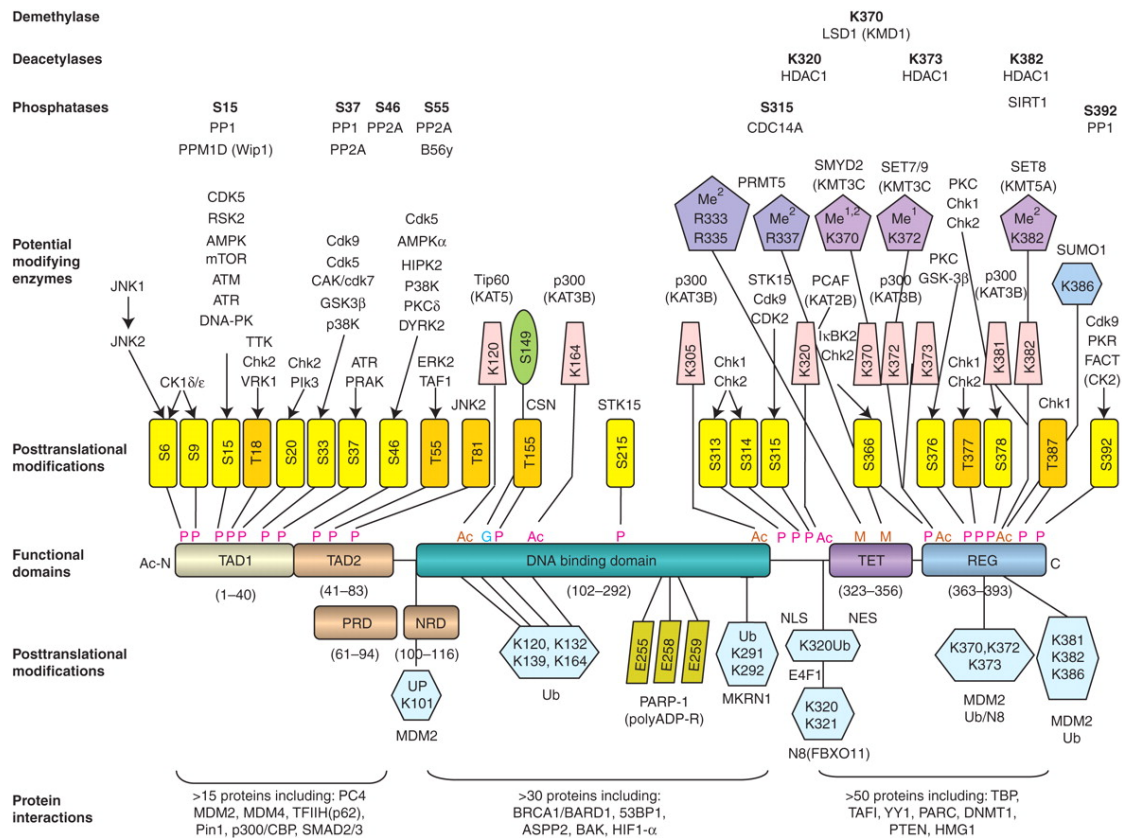 Demethylase
K370
LSD1 (KMD1)
Deacetylases
K320
HDAC1
K373
HDAC1
K382
HDAC1
SIRT1
Phosphatases
S15
PP1
PPM1D (Wip1)
S37
PP1
PP2A
S46
PP2A
S55
PP2A
B56y
S315
CDC14A
S392
PP1
Potential
modifying
enzymes
JNK1
JNK2
CK1δ/ε
CDK5
RSK2
AMPK
mTOR
ATM
ATR
DNA-PK
TTK
Chk2
VRK1
Chk2
Plk3
Cdk9
Cdk5
CAK/cdk7
GSK3β
p38K
ATR
PRAK
Cdk5
AMPKα
HIPK2
P38K
PKCδ
DYRK2
ERK2
TAF1
JNK2
Tip60
(KAT5)
K120
S149
CSN
p300
(KAT3B)
K164
STK15
p300
(KAT3B)
K305
Chk1
Chk2
Me2
R333
R335
PRMT5
Me2
R337
STK15
Cdk9
CDK2
K320
SMYD2
(KMT3C
Me1,2
K370
PCAF
(KAT2B)
IκBK2
Chk2
K370
SET7/9
(KMT3C
Me1
K372
p300
(KAT3B)
K372
K373
PKC
Chk1
Chk2
PKC
GSK-3β
Chk1
Chk2
SET8
(KMT5A)
Me2
K382
p300
(KAT3B)
K381
K382
Chk1
SUMO1
K386
Cdk9
PKR
FACT
(CK2)
Posttranslational
modifications
S6
S9
S15
T18
S20
S33
S37
S46
T55
T81
T155
S215
S313
S314
S315
S366
S376
T377
S378
T387
S392
P P P P P P P P P P Ac G P Ac P Ac P P P Ac M M P Ac P P P Ac P P
Functional
domains
Ac-N
TAD1
TAD2
DNA binding domain
TET
REG
C
(1–40)
(41–83)
(102–292)
(323–356)
(363–393)
PRD
NRD
(61–94)
(100–116)
Posttranslational
modifications
UP
K101
MDM2
K120, K132
K139, K164
Ub
E255
E258
E259
PARP-1
(polyADP-R)
Ub
K291
K292
MKRN1
NLS
NES
K320Ub
E4F1
K320
K321
N8(FBXO11)
K370,K372
K373
MDM2
Ub/N8
K381
K382
K386
MDM2
Ub
Protein
interactions
>15 proteins including: PC4
MDM2, MDM4, TFIIH(p62),
Pin1, p300/CBP, SMAD2/3
>30 proteins including:
BRCA1/BARD1, 53BP1,
ASPP2, BAK, HIF1-α
>50 proteins including: TBP,
TAFI, YY1, PARC, DNMT1,
PTEN, HMG1